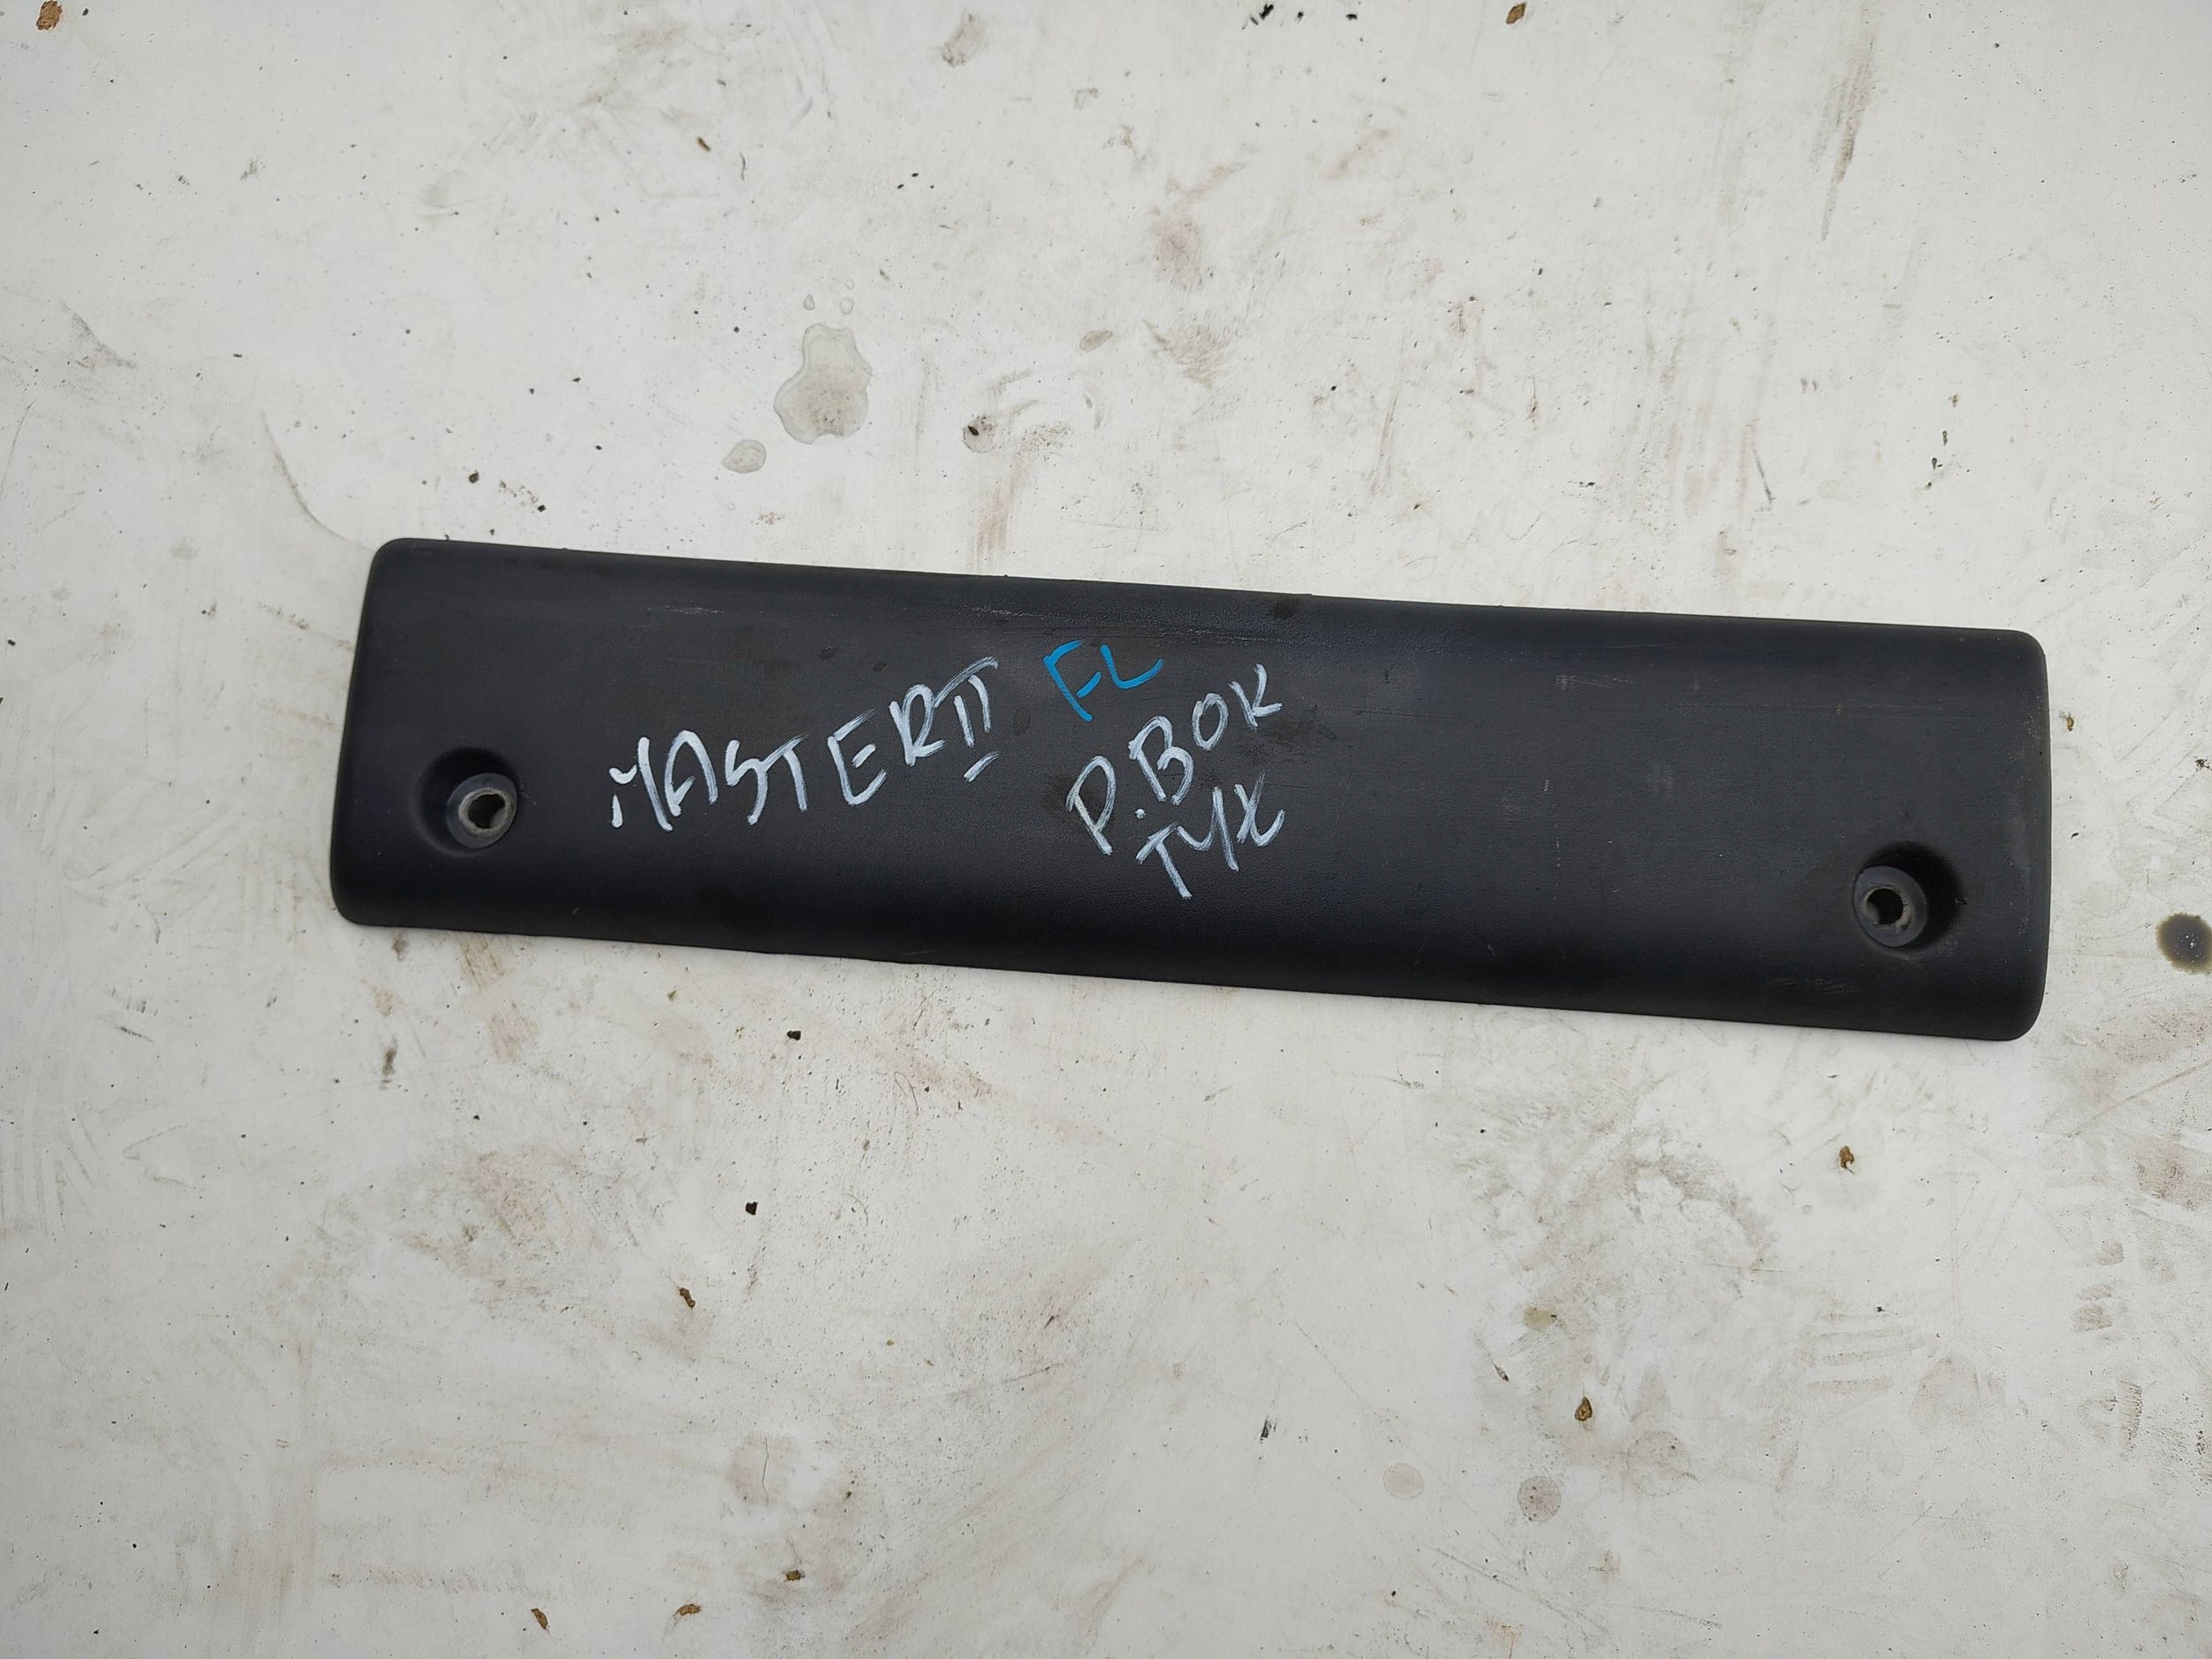 MASTER II FL
P.BOK
TYŁ